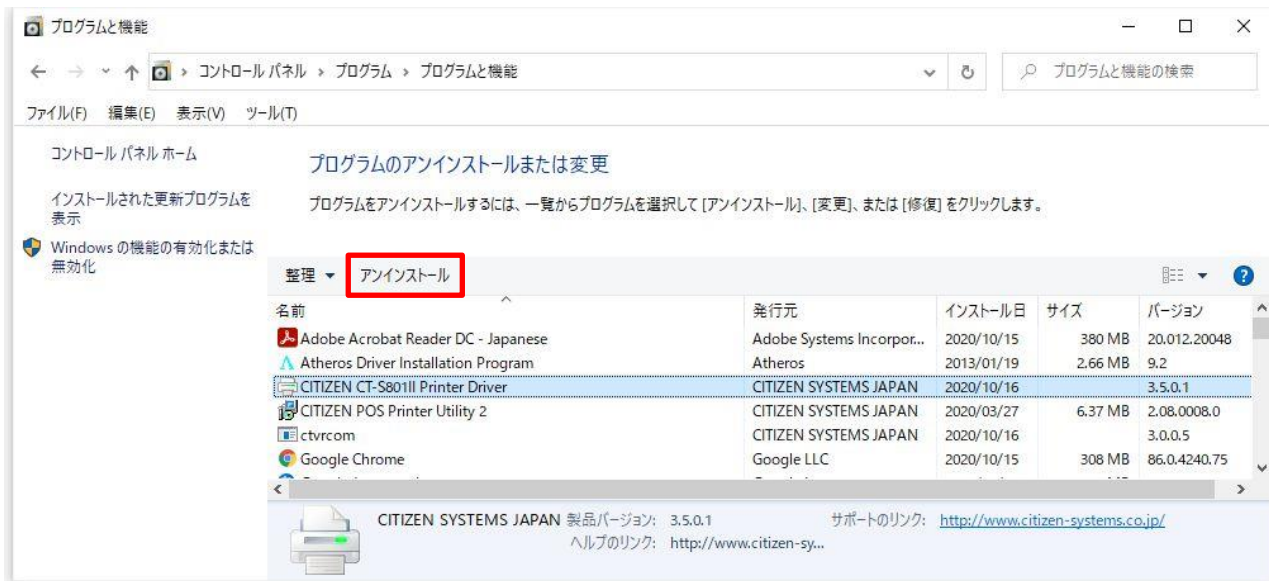 プログラムと機能
コントロール パネル › プログラム › プログラムと機能
プログラムと機能の検索
ファイル(F) 編集(E) 表示(V) ツール(T)
コントロール パネル ホーム
インストールされた更新プログラムを
表示
Windows の機能の有効化または
無効化
プログラムのアンインストールまたは変更
プログラムをアンインストールするには、一覧からプログラムを選択して [アンインストール]、[変更]、または [修復] をクリックします。
整理 アンインストール
名前 発行元 インストール日 サイズ バージョン
Adobe Acrobat Reader DC - Japanese Adobe Systems Incorpor... 2020/10/15 380 MB 20.012.20048
Atheros Driver Installation Program Atheros 2013/01/19 2.66 MB 9.2
CITIZEN CT-S801III Printer Driver CITIZEN SYSTEMS JAPAN 2020/10/16 3.5.0.1
CITIZEN POS Printer Utility 2 CITIZEN SYSTEMS JAPAN 2020/03/27 6.37 MB 2.08.0008.0
ctvrcom CITIZEN SYSTEMS JAPAN 2020/10/16 3.0.0.5
Google Chrome Google LLC 2020/10/15 308 MB 86.0.4240.75
CITIZEN SYSTEMS JAPAN 製品バージョン: 3.5.0.1 サポートのリンク: http://www.citizen-systems.co.jp/
ヘルプのリンク: http://www.citizen-sy...